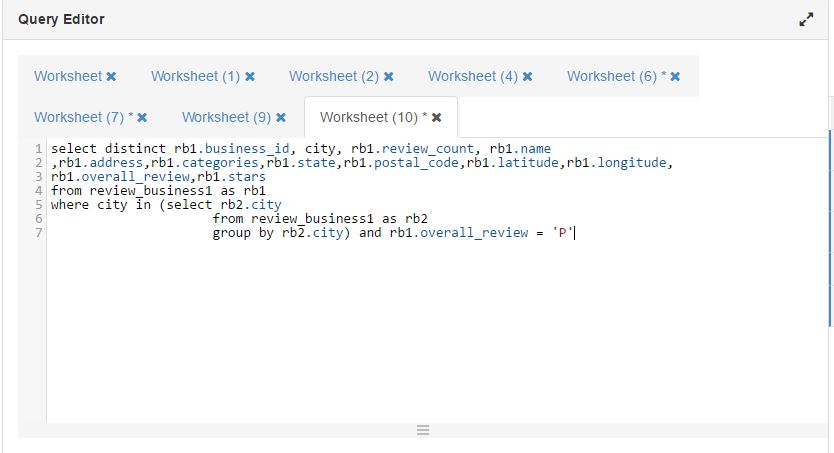 Query Editor
Worksheet ✖ Worksheet (1) ✖ Worksheet (2) ✖ Worksheet (4) ✖ Worksheet (6) * ✖
Worksheet (7) * ✖ Worksheet (9) ✖ Worksheet (10) * ✖
1 select distinct rb1.business_id, city, rb1.review_count, rb1.name
2 ,rb1.address,rb1.categories,rb1.state,rb1.postal_code,rb1.latitude,rb1.longitude,
3 rb1.overall_review,rb1.stars
4 from review_business1 as rb1
5 where city in (select rb2.city
6 from review_business1 as rb2
7 group by rb2.city) and rb1.overall_review = 'P'